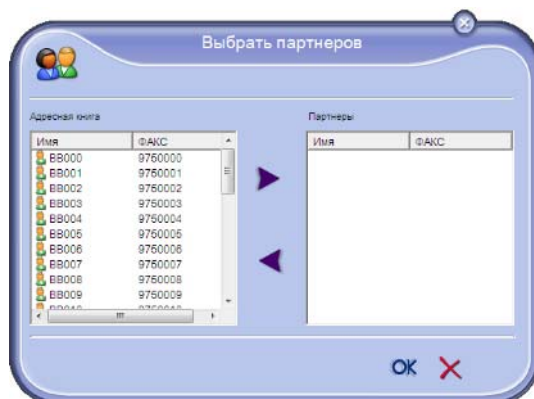 Выбрать партнеров
Адресная книга
Партнеры
Имя ФАКС
Имя ФАКС
BB000 9750000
BB001 9750001
BB002 9750002
BB003 9750003
BB004 9750004
BB005 9750005
BB006 9750006
BB007 9750007
BB008 9750008
BB009 9750009
OK